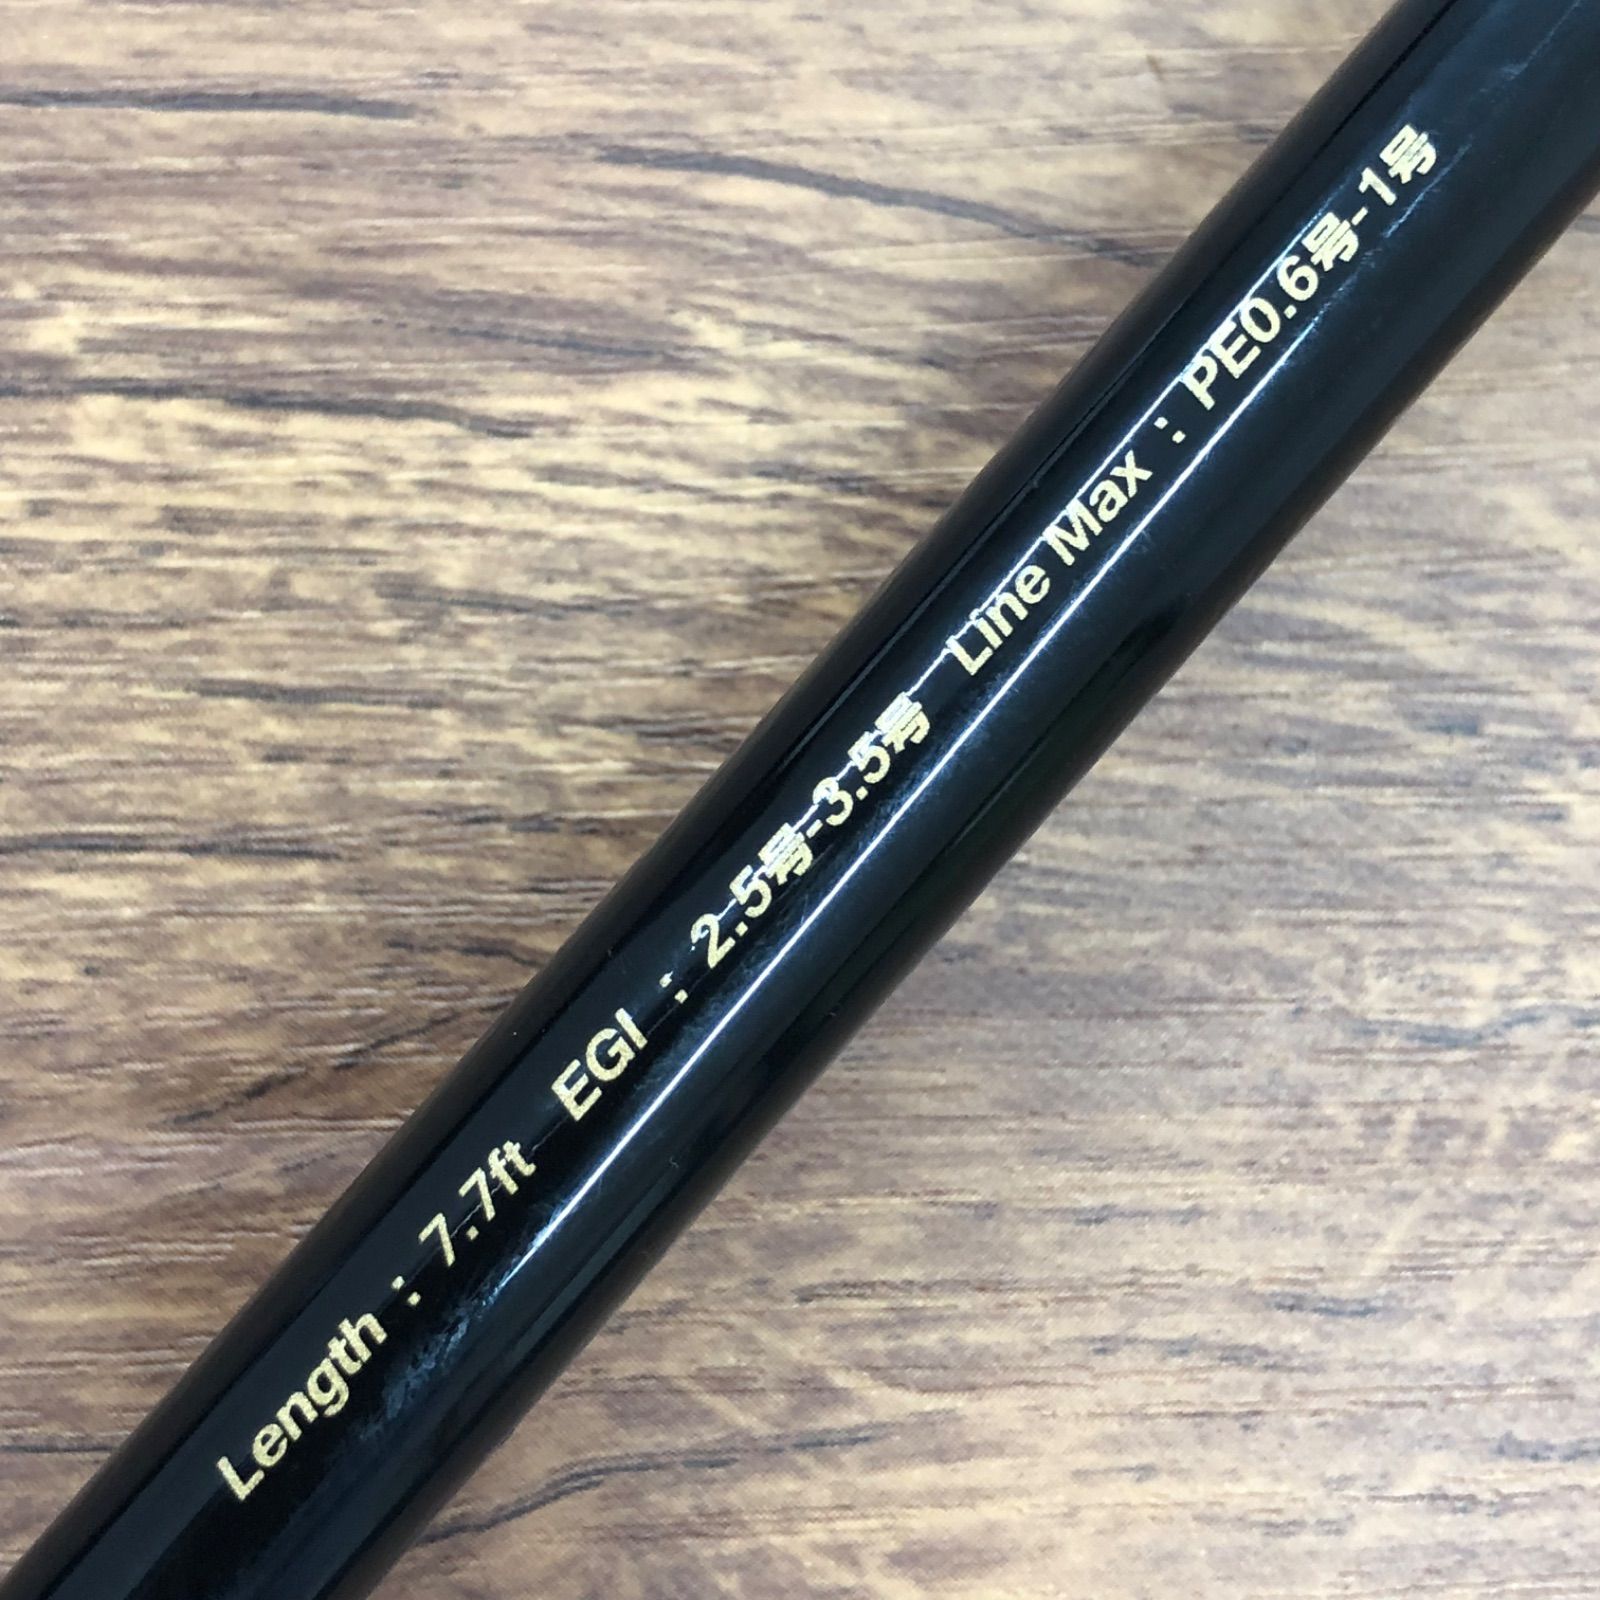 Length : 7.7ft EGI : 2.5号-3.5号 Line Max : PE0.6号-1号